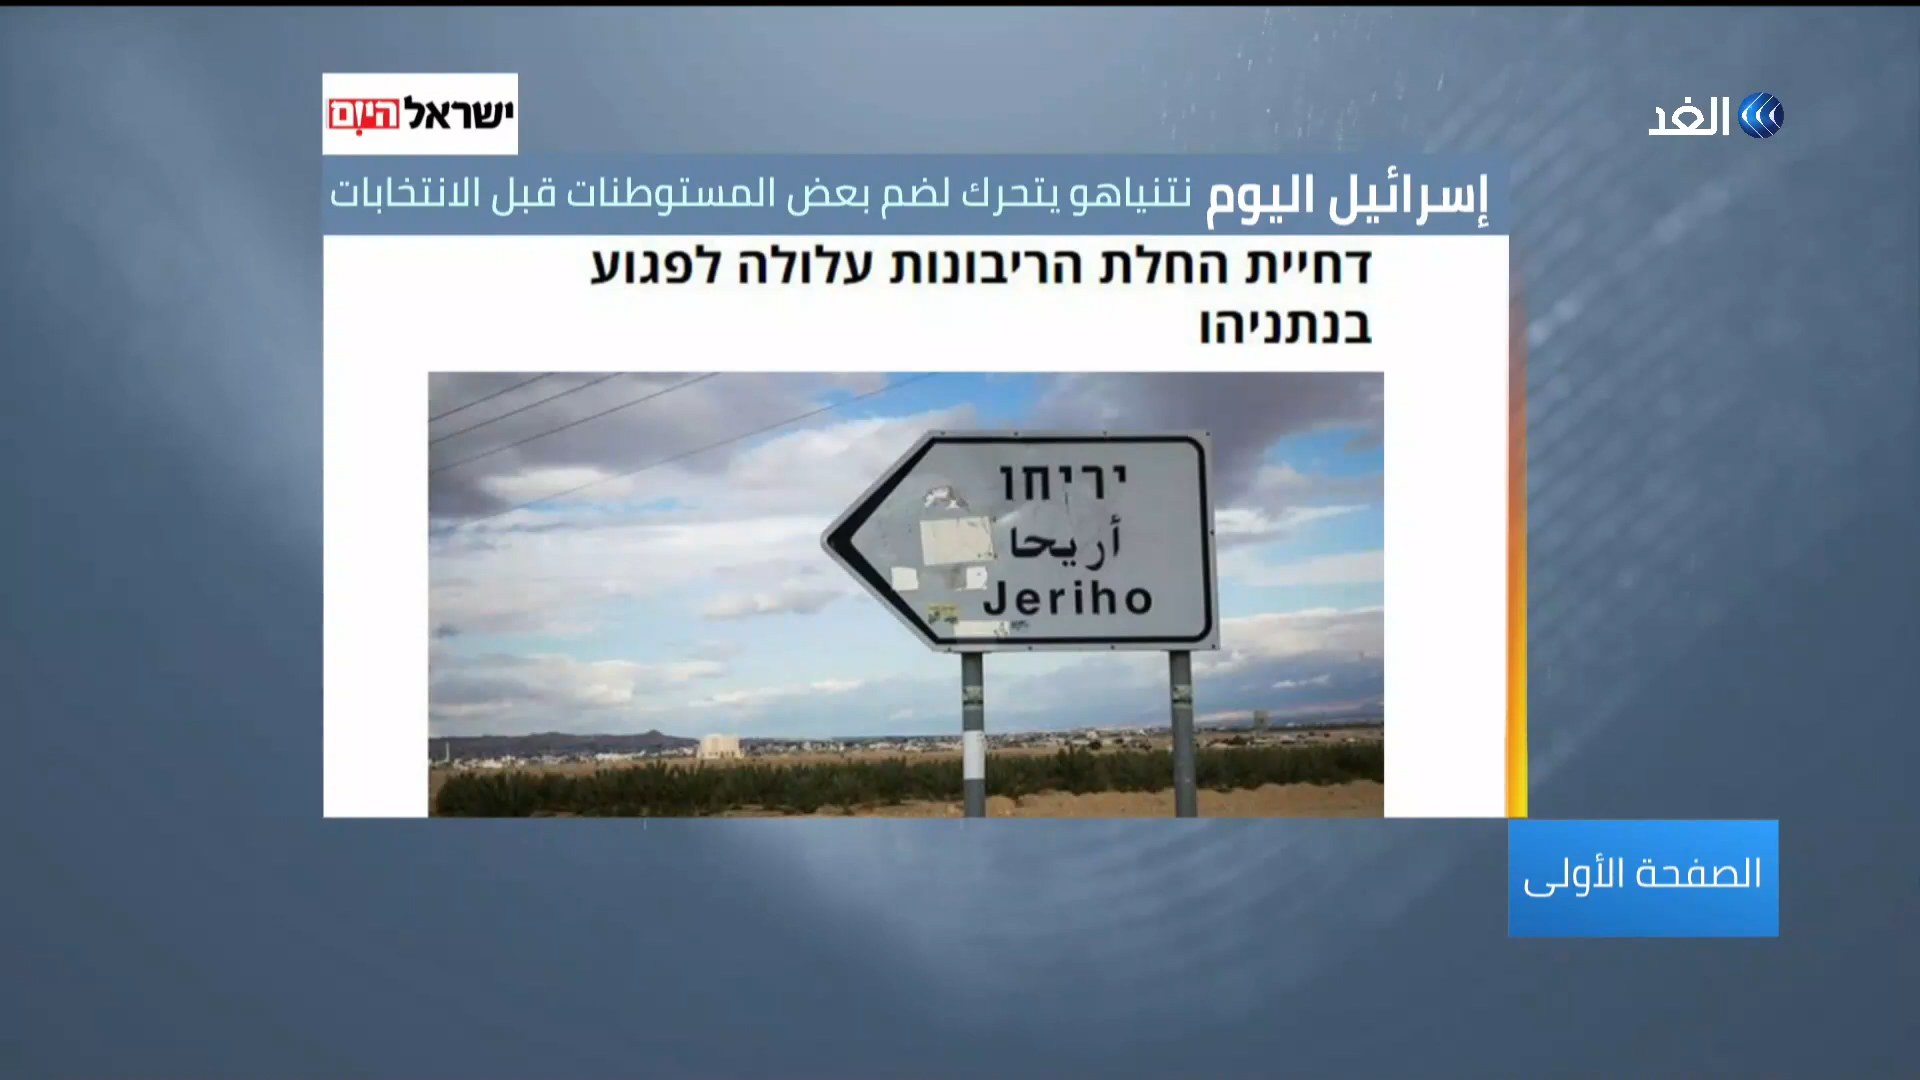 ישראל היום
الغد
إسرائيل اليوم نتنياهو يتحرك لضم بعض المستوطنات قبل الانتخابات
דחיית החלת הריבונות עלולה לפגוע
בנתניהו
יריחו
أريحا
Jeriho
الصفحة الأولى